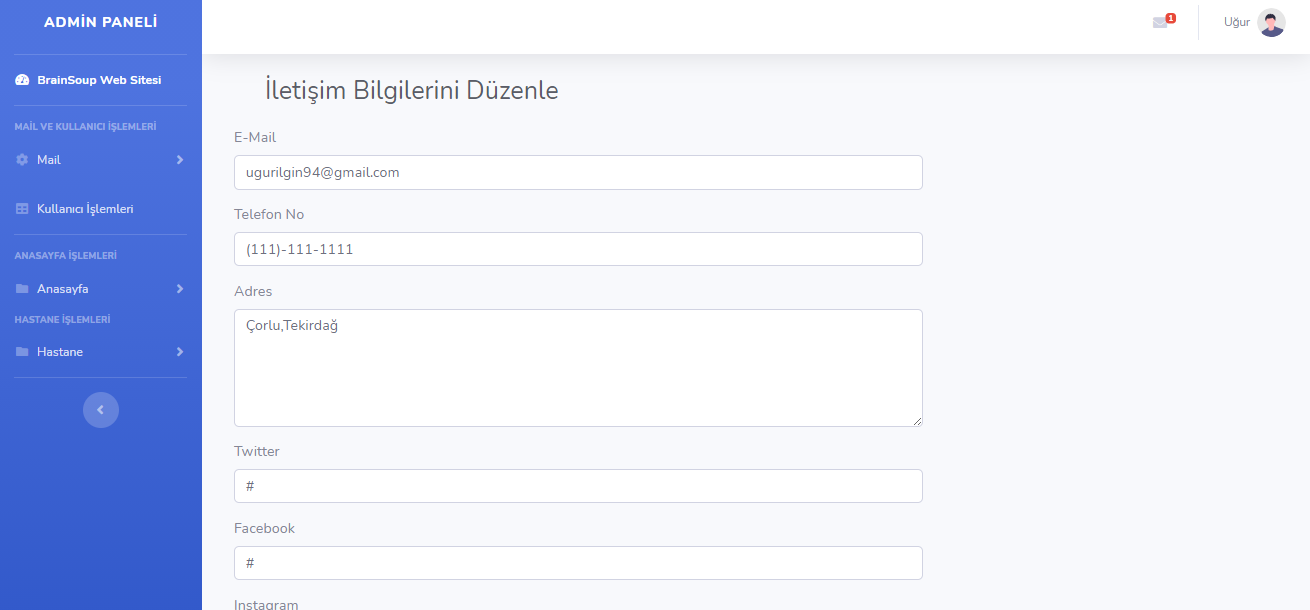 ADMİN PANELİ
1
Uğur
BrainSoup Web Sitesi
MAİL VE KULLANICI İŞLEMLERİ
Mail
Kullanıcı İşlemleri
ANASAYFA İŞLEMLERİ
Anasayfa
HASTANE İŞLEMLERİ
Hastane
İletişim Bilgilerini Düzenle
E-Mail
ugurilgin94@gmail.com
Telefon No
(111)-111-1111
Adres
Çorlu,Tekirdağ
Twitter
#
Facebook
#
Instagram